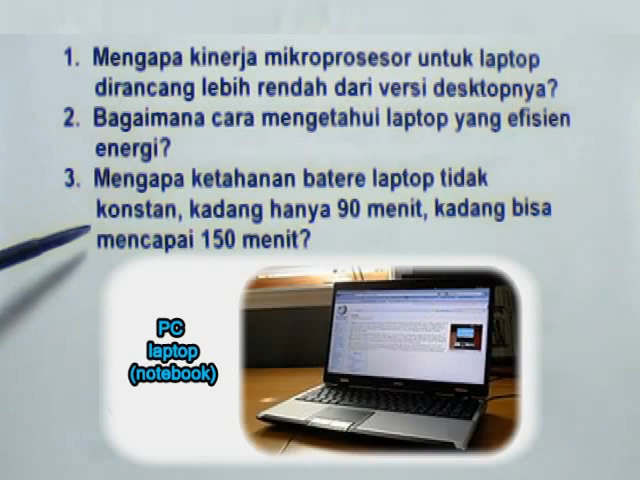 1. Mengapa kinerja mikroprosesor untuk laptop
dirancang lebih rendah dari versi desktopnya?
2. Bagaimana cara mengetahui laptop yang efisien
energi?
3. Mengapa ketahanan batere laptop tidak
konstan, kadang hanya 90 menit, kadang bisa
mencapai 150 menit?
PC
laptop
(notebook)